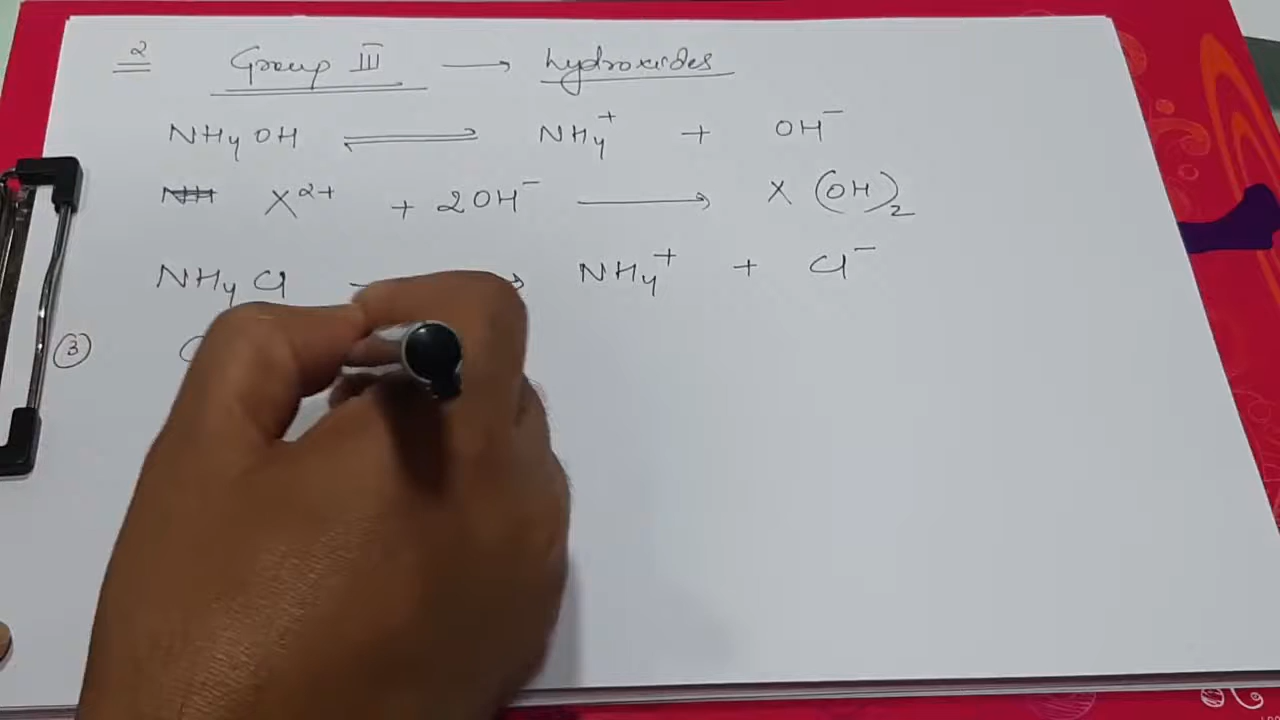 2 Group III → hydroxides
NH4OH ⇌ NH4+ + OH−
X2+ + 2OH− → X(OH)2
NH4Cl → NH4+ + Cl−
③